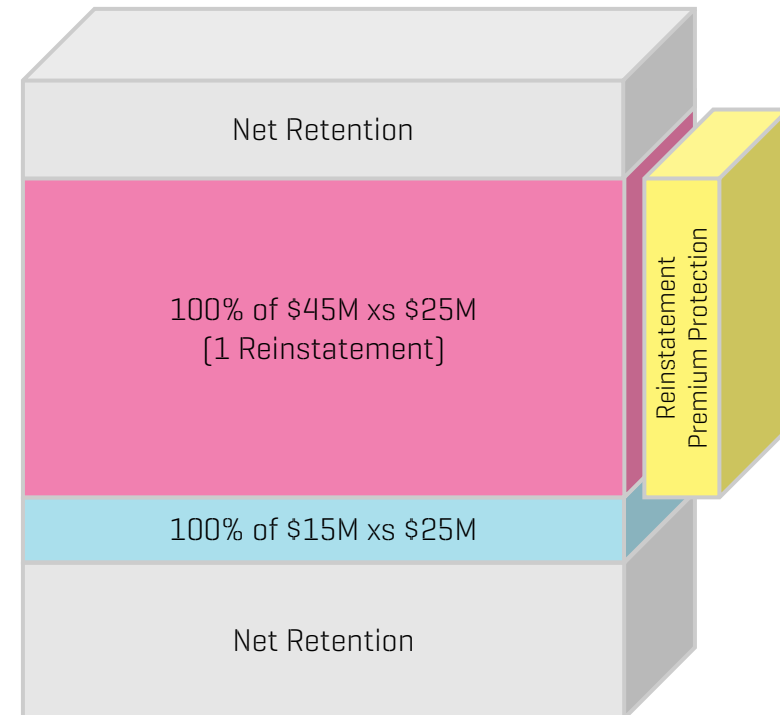 Net Retention
100% of $45M xs $25M
(1 Reinstatement)
Reinstatement
Premium Protection
100% of $15M xs $25M
Net Retention